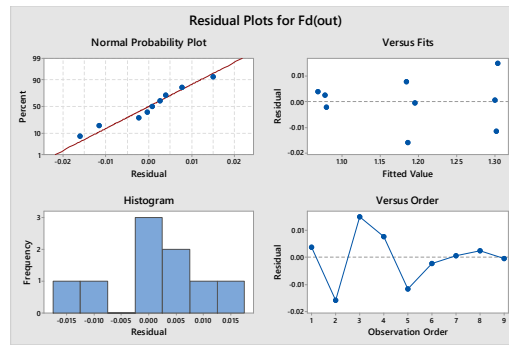 Residual Plots for Fd(out)
Normal Probability Plot
Versus Fits
99
90
50
10
1
Percent
-0.02 -0.01 0.00 0.01 0.02
Residual
0.01
0.00
-0.01
-0.02
Residual
1.10 1.15 1.20 1.25 1.30
Fitted Value
Histogram
Versus Order
3
2
1
0
Frequency
-0.015 -0.010 -0.005 0.000 0.005 0.010 0.015
Residual
0.01
0.00
-0.01
-0.02
Residual
1 2 3 4 5 6 7 8 9
Observation Order